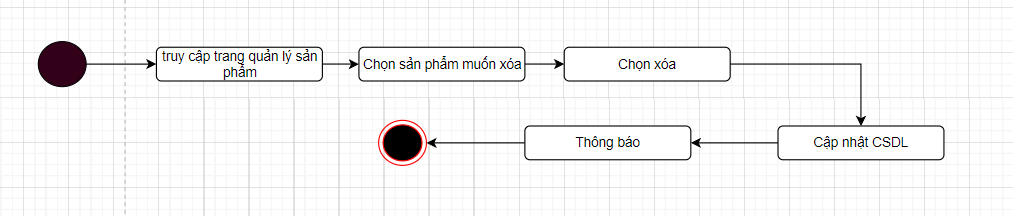 truy cập trang quản lý sản
phẩm
Chọn sản phẩm muốn xóa
Chọn xóa
Cập nhật CSDL
Thông báo